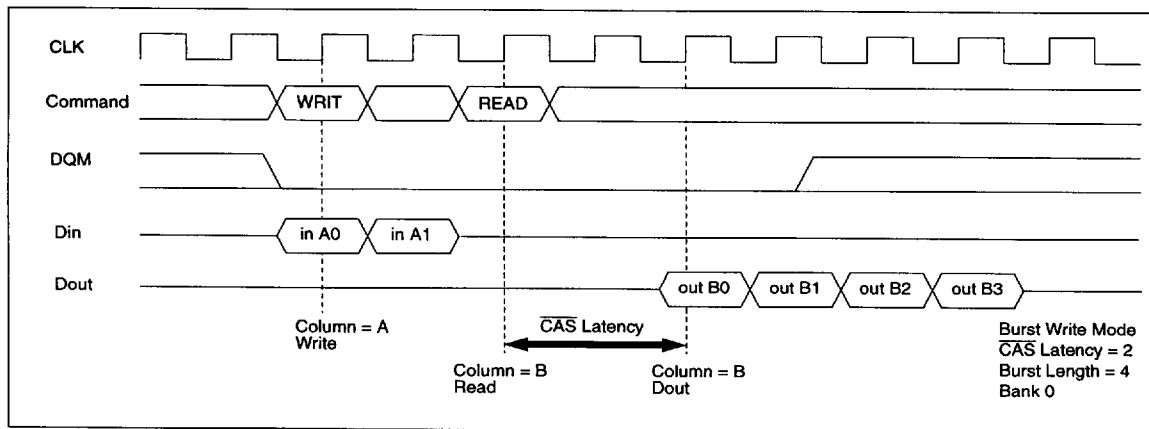 CLK
Command
WRIT
READ
DQM
Din
in A0
in A1
Dout
out B0
out B1
out B2
out B3
Column = A
Write
CAS Latency
Column = B
Read
Column = B
Dout
Burst Write Mode
CAS Latency = 2
Burst Length = 4
Bank 0